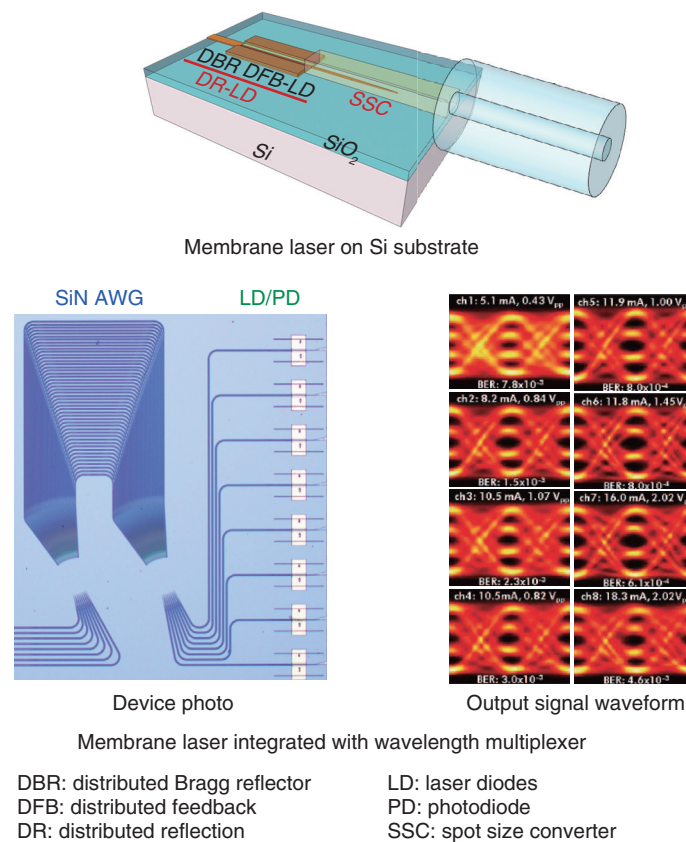 DBR DFB-LD
DR-LD
SSC
SiO2
Si
Membrane laser on Si substrate
SiN AWG
LD/PD
ch1: 5.1 mA, 0.43 Vpp
BER: 7.8x10-3
ch2: 8.2 mA, 0.84 Vpp
BER: 1.5x10-3
ch3: 10.5 mA, 1.07 Vpp
BER: 2.3x10-3
ch4: 10.5mA, 0.82 Vpp
BER: 3.0x10-3
ch5: 11.9 mA, 1.00 Vp
BER: 8.0x10-4
ch6: 11.8 mA, 1.45Vp
BER: 8.0x10-4
ch7: 16.0 mA, 2.02 Vp
BER: 6.1x10-4
ch8: 18.3 mA, 2.02Vp
BER: 4.6x10-3
Device photo
Output signal waveform
Membrane laser integrated with wavelength multiplexer
DBR: distributed Bragg reflector
DFB: distributed feedback
DR: distributed reflection
LD: laser diodes
PD: photodiode
SSC: spot size converter